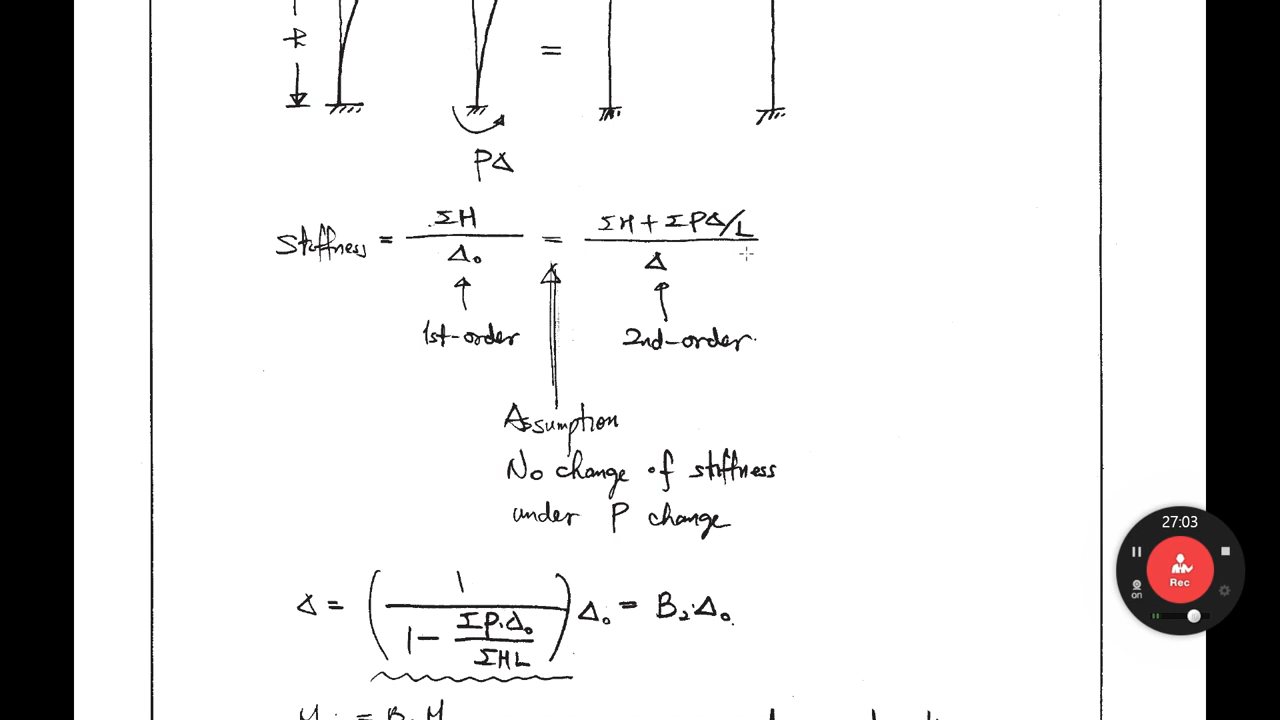 =
PΔ
Stiffness = ΣH / Δ₀ = ΣH + ΣPΔ/L / Δ
1st-order 2nd-order.
Assumption
No change of stiffness
under P change
Δ = ( 1 / 1 - ΣP·Δ₀ / ΣHL ) Δ₀ = B₂·Δ₀.
27:03
Rec
on